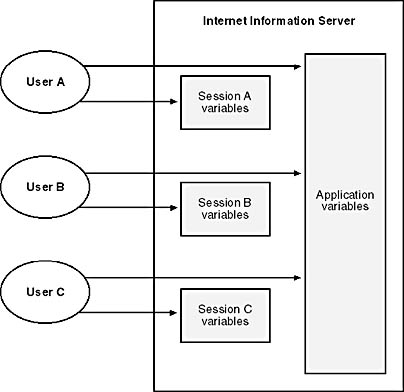 Internet Information Server
User A
Session A
variables
User B
Session B
variables
Application
variables
User C
Session C
variables